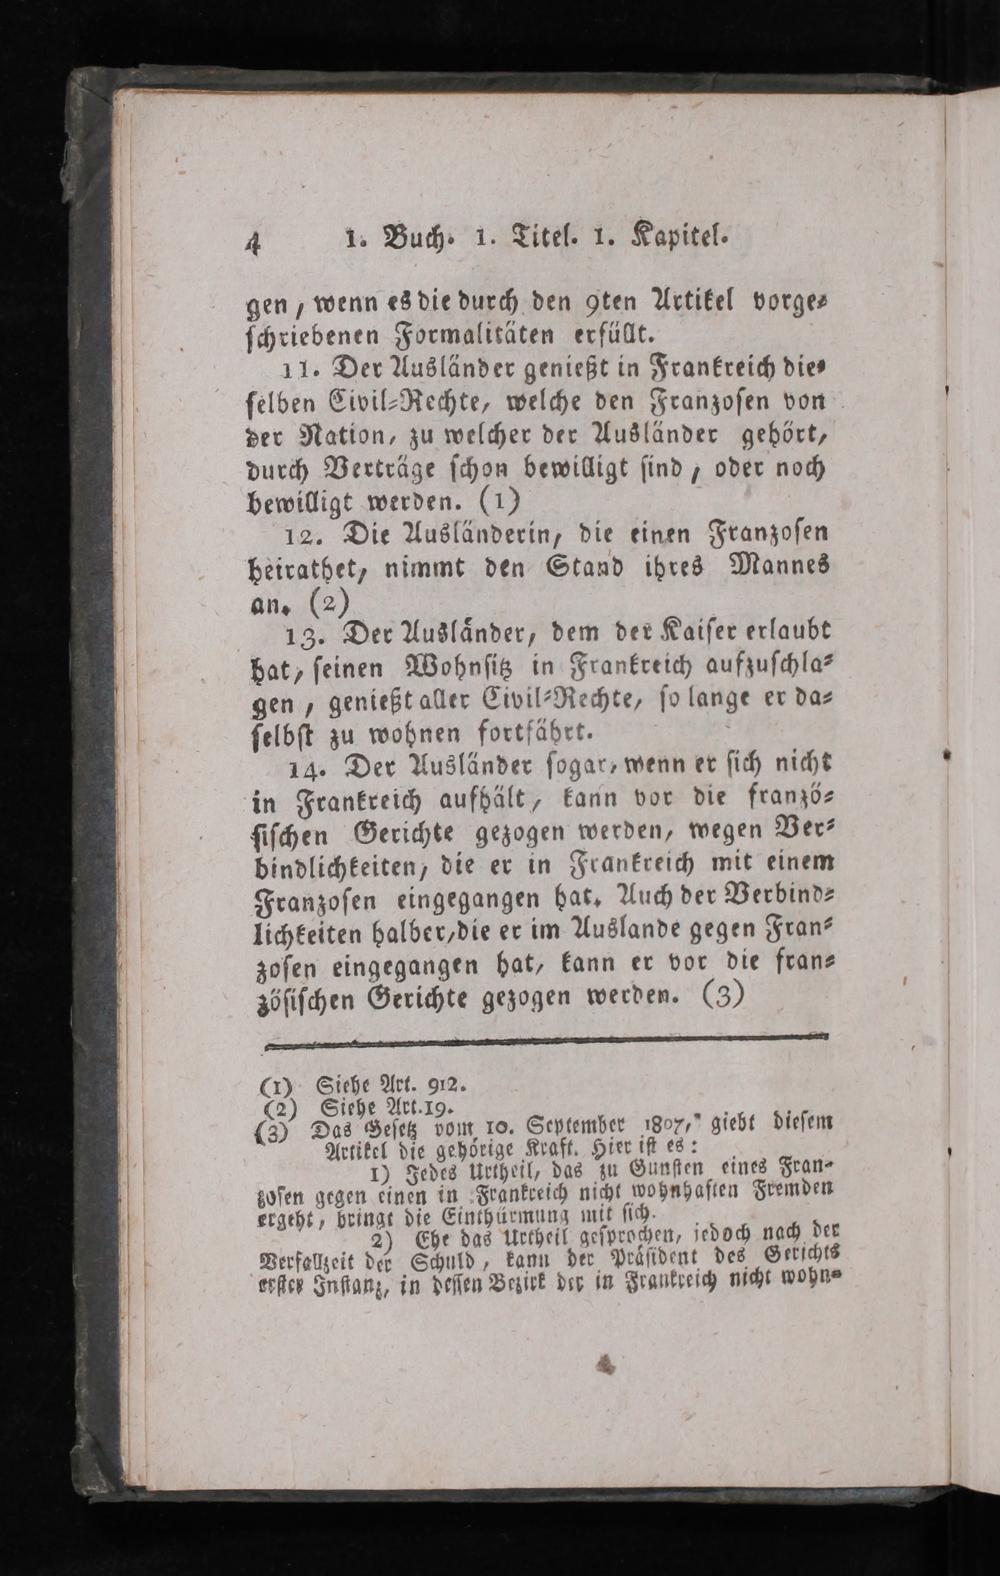 4 1. Buch. 1. Titel. 1. Kapitel.
gen, wenn es die durch den 9ten Artikel vorge-
schriebenen Formalitäten erfüllt.
11. Der Ausländer genießt in Frankreich die-
selben Civil-Rechte, welche den Franzosen von
der Nation, zu welcher der Ausländer gehört,
durch Verträge schon bewilligt sind, oder noch
bewilligt werden. (1)
12. Die Ausländerin, die einen Franzosen
heirathet, nimmt den Stand ihres Mannes
an. (2)
13. Der Ausländer, dem der Kaiser erlaubt
hat, seinen Wohnsitz in Frankreich aufzuschla-
gen, genießt aller Civil-Rechte, so lange er da-
selbst zu wohnen fortfährt.
14. Der Ausländer sogar, wenn er sich nicht
in Frankreich aufhält, kann vor die franzö-
sischen Gerichte gezogen werden, wegen Ver-
bindlichkeiten, die er in Frankreich mit einem
Franzosen eingegangen hat. Auch der Verbind-
lichkeiten halber, die er im Auslande gegen Fran-
zosen eingegangen hat, kann er vor die fran-
zösischen Gerichte gezogen werden. (3)
(1) Siehe Art. 912.
(2) Siehe Art. 19.
(3) Das Gesetz vom 10. September 1807, giebt diesem
Artikel die gehörige Kraft. Hier ist es:
1) Jedes Urtheil, das zu Gunsten eines Fran-
zosen gegen einen in Frankreich nicht wohnhaften Fremden
ergeht, bringt die Einthürmung mit sich.
2) Ehe das Urtheil gesprochen, jedoch nach der
Verfallzeit der Schuld, kann der Präsident des Gerichts
erster Instanz, in dessen Bezirk der in Frankreich nicht wohn-